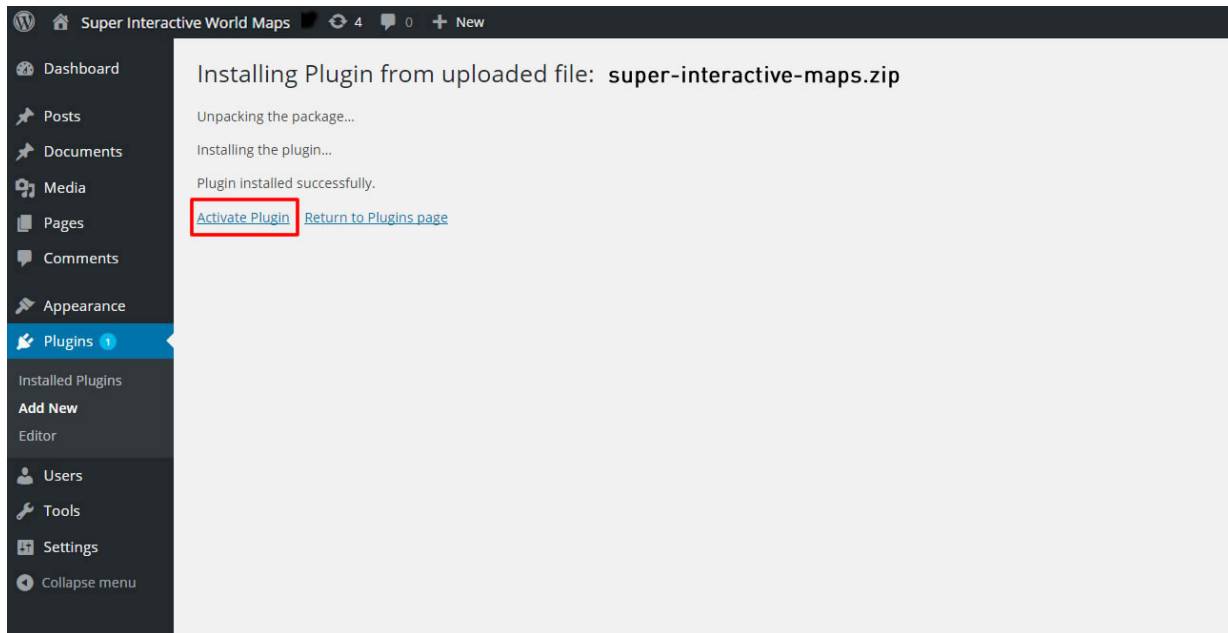 Super Interactive World Maps 4 0 + New
Dashboard
Posts
Documents
Media
Pages
Comments
Appearance
Plugins 1
Installed Plugins
Add New
Editor
Users
Tools
Settings
Collapse menu
Installing Plugin from uploaded file: super-interactive-maps.zip
Unpacking the package…
Installing the plugin…
Plugin installed successfully.
Activate Plugin Return to Plugins page